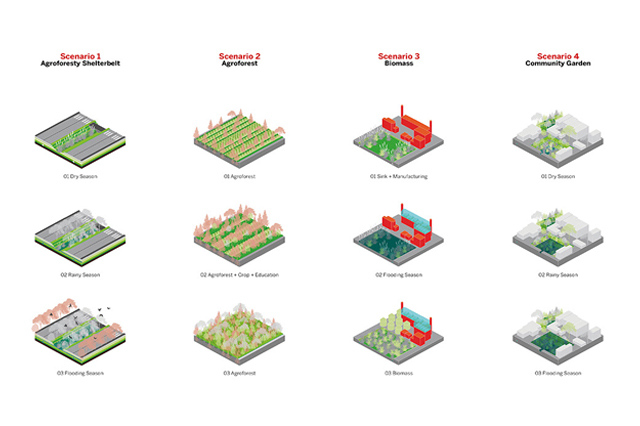 Scenario 1
Agroforesty Shelterbelt
Scenario 2
Agroforest
Scenario 3
Biomass
Scenario 4
Community Garden
01 Dry Season
01 Agroforest
01 Sink + Manufacturing
01 Dry Season
02 Rainy Season
02 Agroforest + Crop + Education
02 Flooding Season
02 Rainy Season
03 Flooding Season
03 Agroforest
03 Biomass
03 Flooding Season